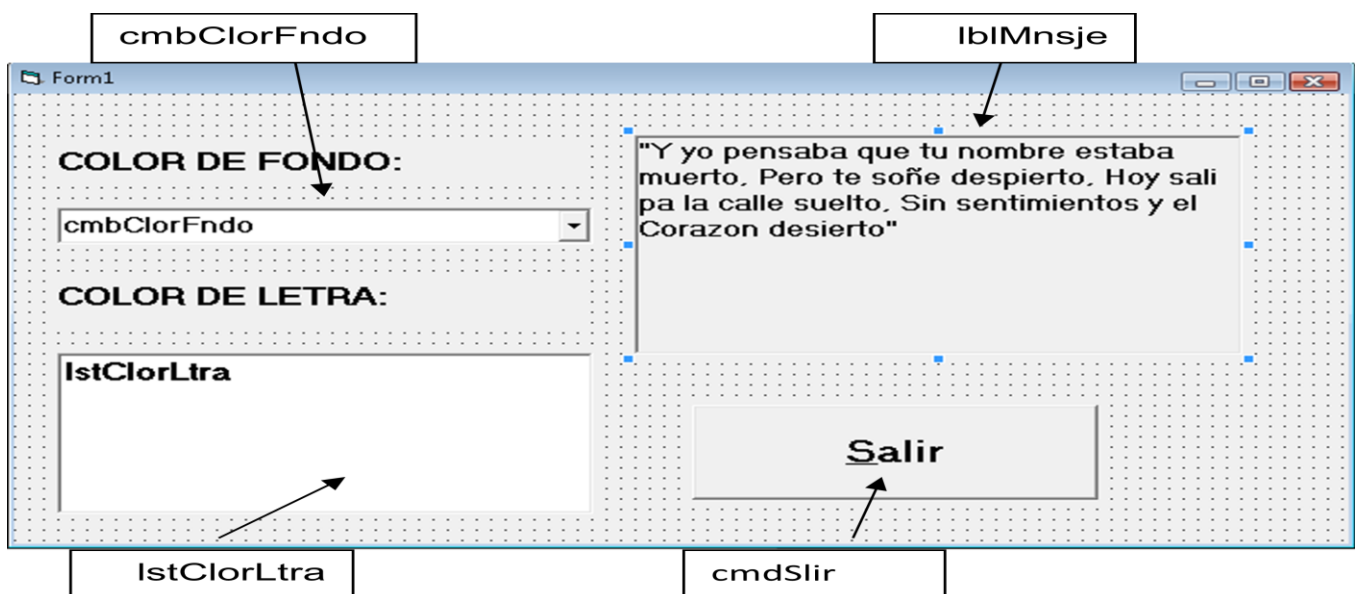 cmbClorFndo
lblMnsje
Form1
COLOR DE FONDO:
cmbClorFndo
COLOR DE LETRA:
lstClorLtra
"Y yo pensaba que tu nombre estaba
muerto, Pero te soñe despierto, Hoy sali
pa la calle suelto, Sin sentimientos y el
Corazon desierto"
Salir
lstClorLtra
cmdSlir